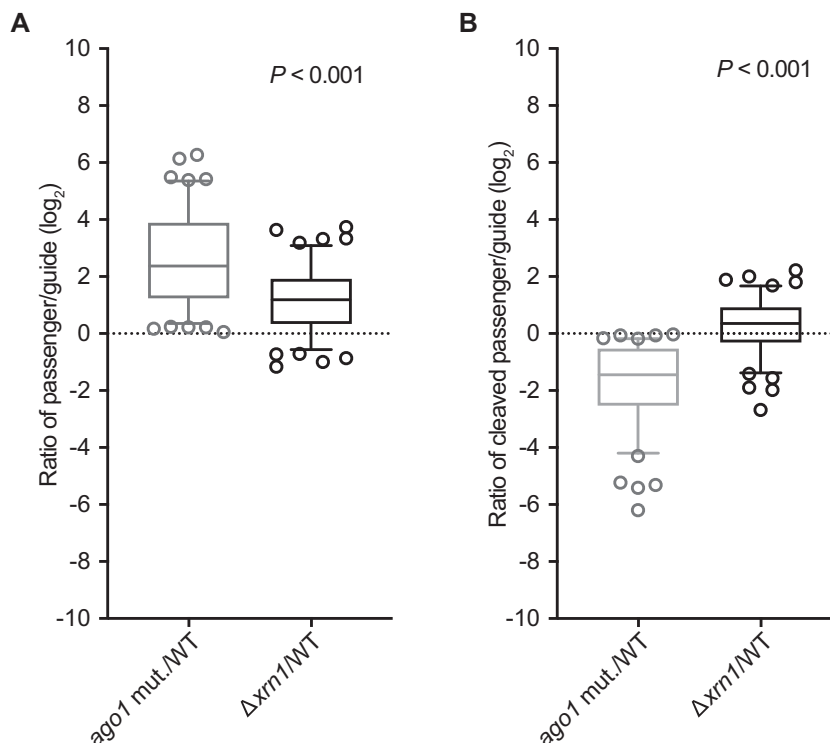 A
Ratio of passenger/guide (log₂)
10
8
6
4
2
0
-2
-4
-6
-8
-10
P < 0.001
ago1 mut./WT
Δxrn1/WT
B
Ratio of cleaved passenger/guide (log₂)
10
8
6
4
2
0
-2
-4
-6
-8
-10
P < 0.001
ago1 mut./WT
Δxrn1/WT